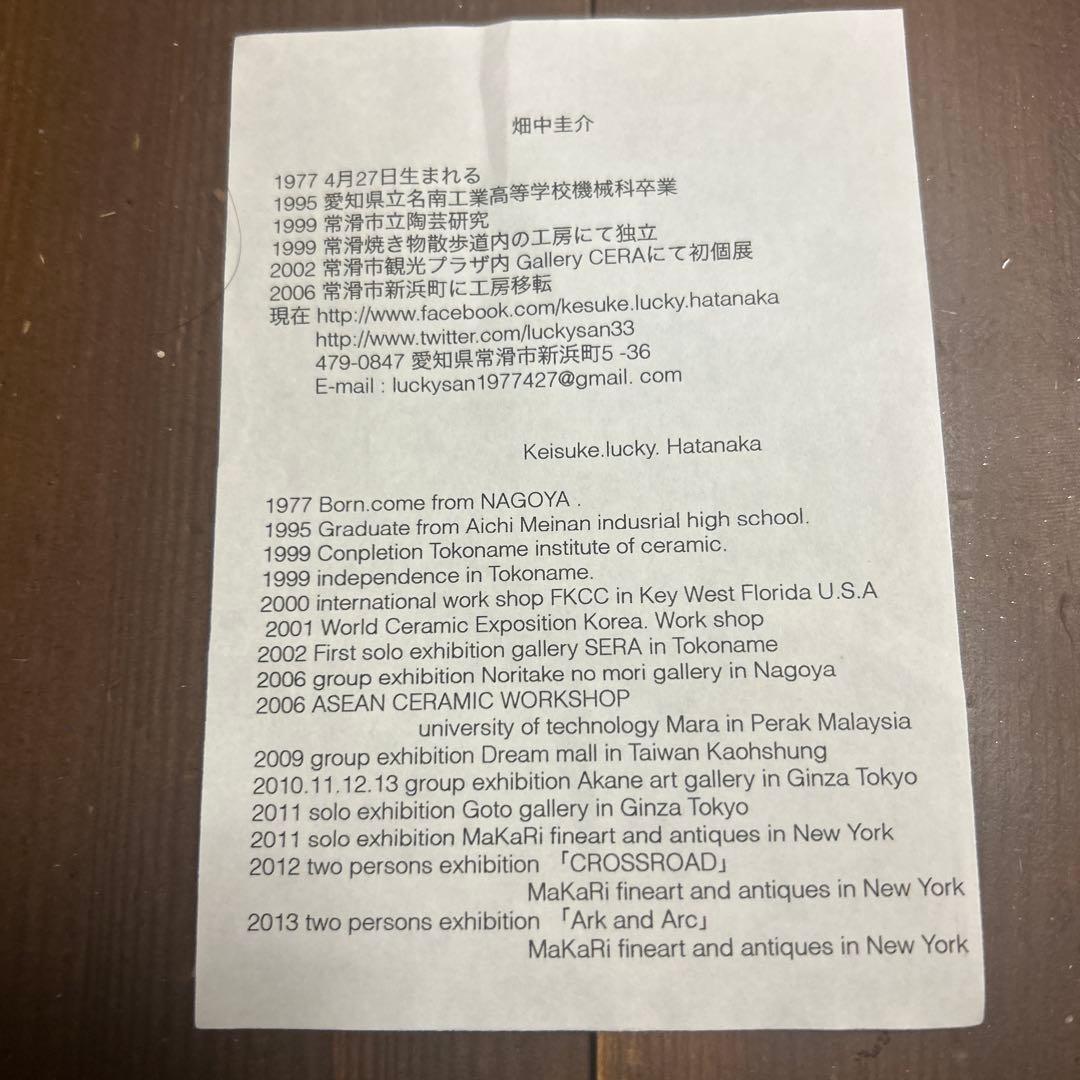 畑中圭介
1977 4月27日生まれる
1995 愛知県立名南工業高等学校機械科卒業
1999 常滑市立陶芸研究
1999 常滑焼き物散歩道内の工房にて独立
2002 常滑市観光プラザ内 Gallery CERAにて初個展
2006 常滑市新浜町に工房移転
現在 http://www.facebook.com/kesuke.lucky.hatanaka
http://www.twitter.com/luckysan33
479-0847 愛知県常滑市新浜町5 -36
E-mail : luckysan1977427@gmail. com
Keisuke.lucky. Hatanaka
1977 Born.come from NAGOYA .
1995 Graduate from Aichi Meinan indusrial high school.
1999 Conpletion Tokoname institute of ceramic.
1999 independence in Tokoname.
2000 international work shop FKCC in Key West Florida U.S.A
2001 World Ceramic Exposition Korea. Work shop
2002 First solo exhibition gallery SERA in Tokoname
2006 group exhibition Noritake no mori gallery in Nagoya
2006 ASEAN CERAMIC WORKSHOP
university of technology Mara in Perak Malaysia
2009 group exhibition Dream mall in Taiwan Kaohshung
2010.11.12.13 group exhibition Akane art gallery in Ginza Tokyo
2011 solo exhibition Goto gallery in Ginza Tokyo
2011 solo exhibition MaKaRi fineart and antiques in New York
2012 two persons exhibition 「CROSSROAD」
MaKaRi fineart and antiques in New York
2013 two persons exhibition 「Ark and Arc」
MaKaRi fineart and antiques in New York